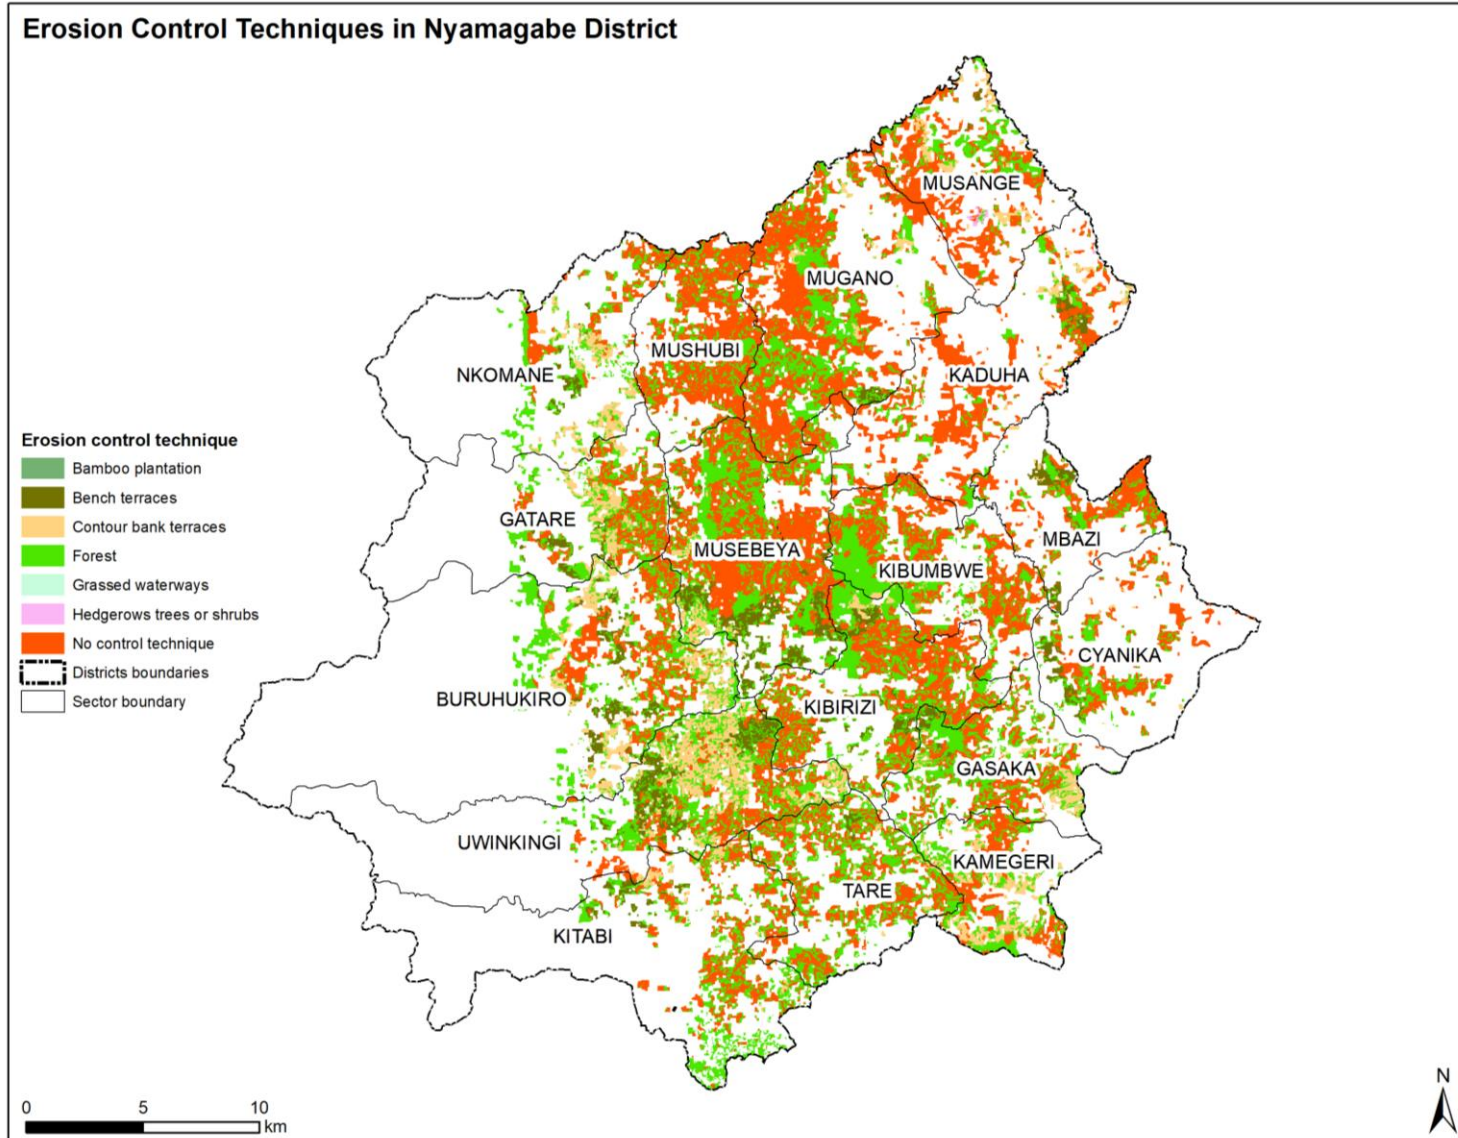 Erosion Control Techniques in Nyamagabe District
MUSANGE
MUGANO
MUSHUBI
NKOMANE
KADUHA
Erosion control technique
Bamboo plantation
Bench terraces
Contour bank terraces
Forest
Grassed waterways
Hedgerows trees or shrubs
No control technique
Districts boundaries
Sector boundary
GATARE
MUSEBEYA
MBAZI
KIBUMBWE
CYANIKA
BURUHUKIRO
KIBIRIZI
GASAKA
UWINKINGI
KAMEGERI
TARE
KITABI
0 5 10
km
N